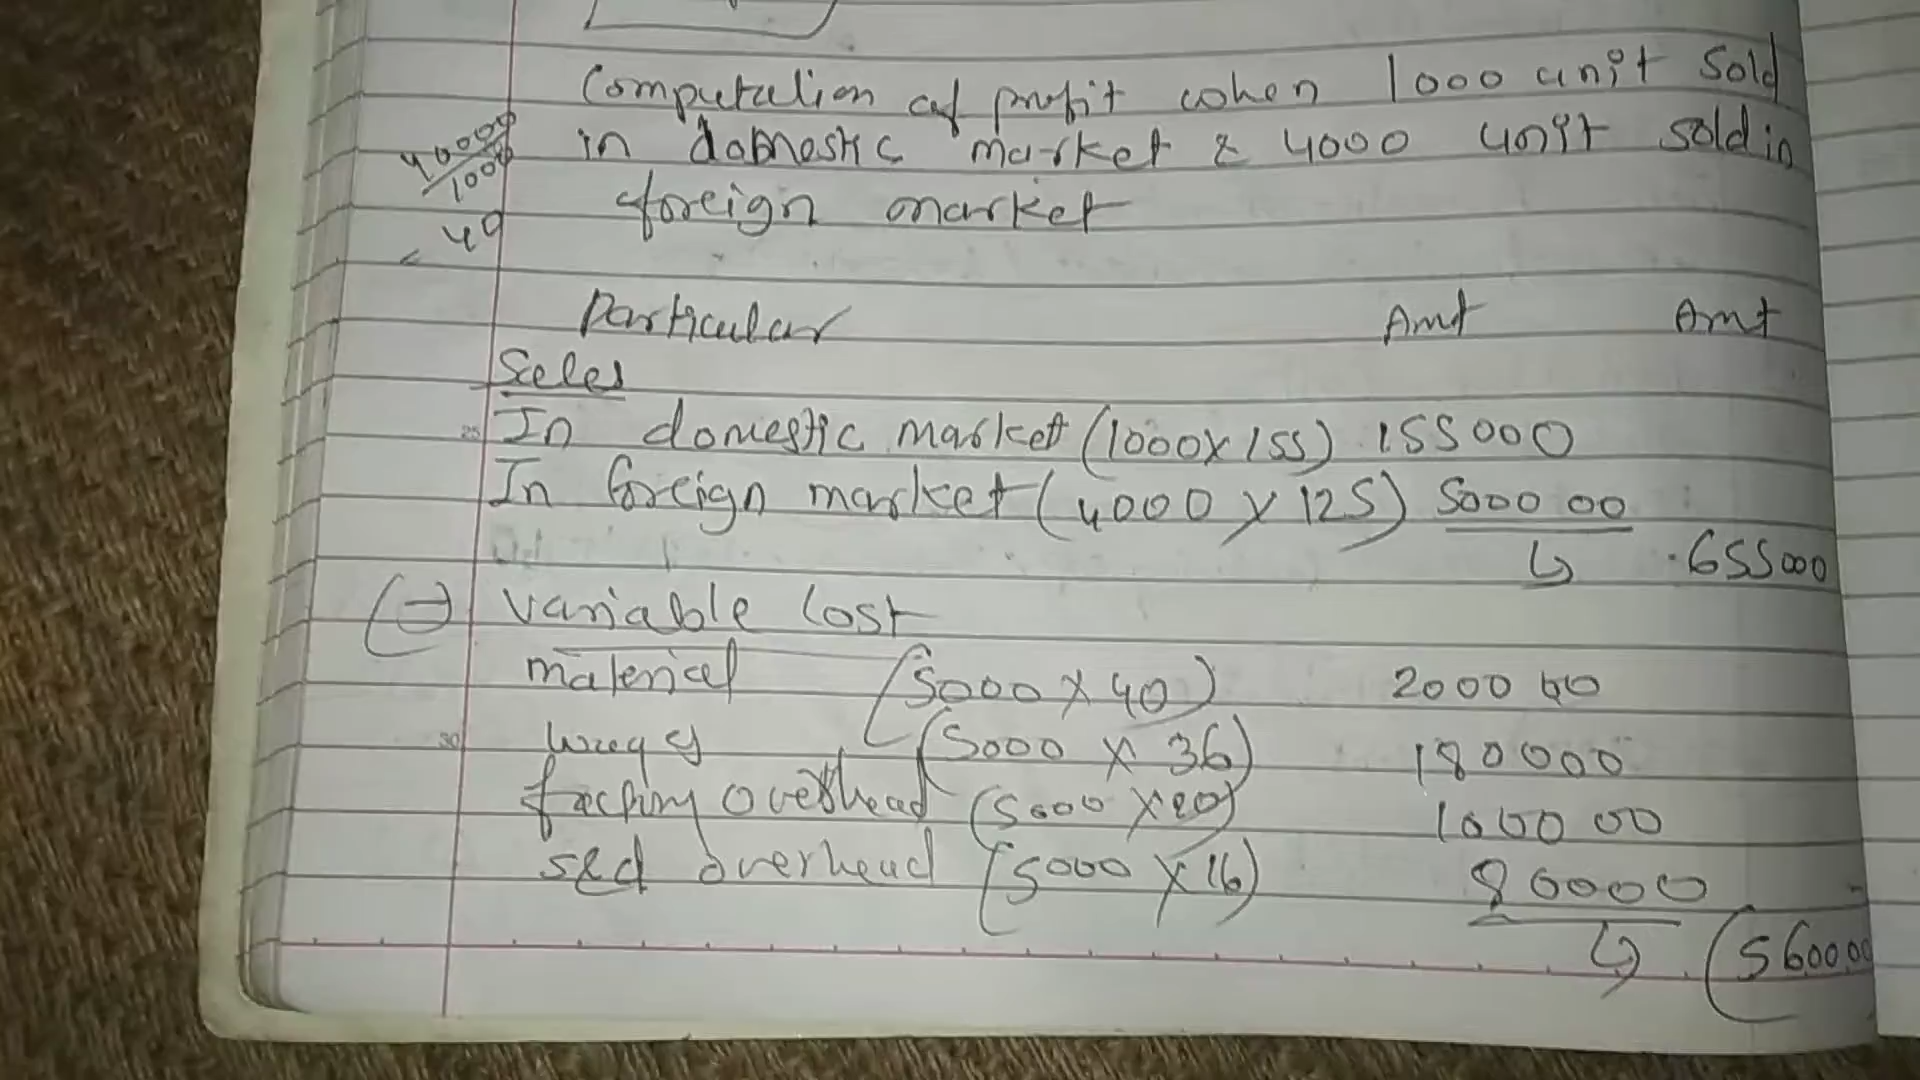 Computation of profit when 1000 unit sold
in domestic market & 4000 unit sold in
foreign market
40000
1000
= 40
Particular Amt Amt
Sales
25 In domestic market (1000 x 155) 155000
In foreign market (4000 x 125) 500000
↳ 655000
(-) Variable Cost
material (5000 x 40) 200000
30 wages (5000 x 36) 180000
factory overhead (5000 x 20) 100000
s&d overhead (5000 x 16) 80000
↳ (560000